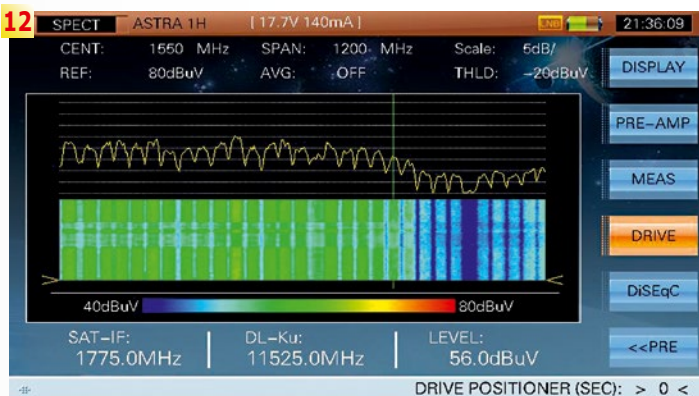 12
SPECT ASTRA 1H [ 17.7V 140mA ] LNB 21:36:09
CENT: 1550 MHz SPAN: 1200 MHz Scale: 5dB/
REF: 80dBuV AVG: OFF THLD: -20dBuV
DISPLAY
PRE-AMP
MEAS
DRIVE
DiSEqC
<<PRE
40dBuV 80dBuV
SAT-IF: DL-Ku: LEVEL:
1775.0MHz 11525.0MHz 56.0dBuV
DRIVE POSITIONER (SEC): > 0 <